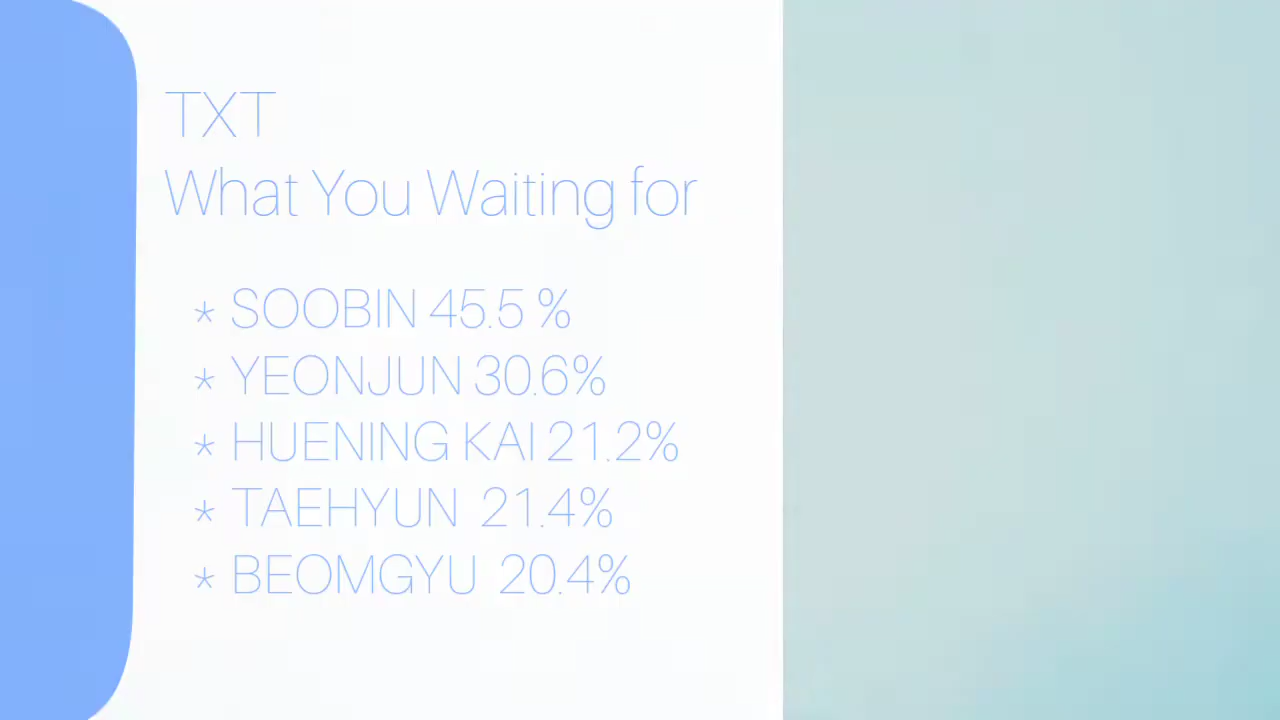 TXT
What You Waiting for
* SOOBIN 45.5 %
* YEONJUN 30.6%
* HUENING KAI 21.2%
* TAEHYUN 21.4%
* BEOMGYU 20.4%